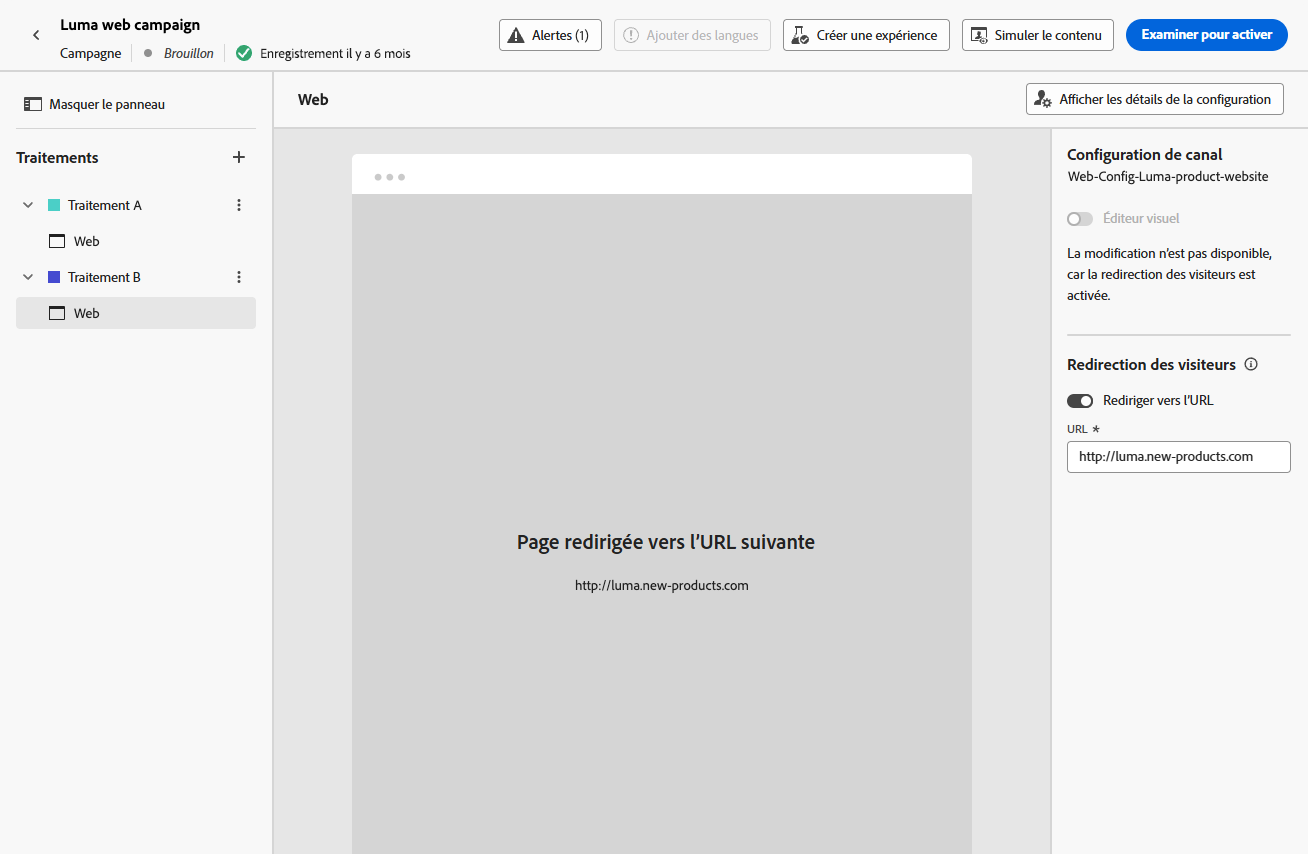 Luma web campaign
Campagne
Brouillon
Enregistrement il y a 6 mois
Alertes (1)
Ajouter des langues
Créer une expérience
Simuler le contenu
Examiner pour activer
Masquer le panneau
Web
Afficher les détails de la configuration
Traitements
Traitement A
Web
Traitement B
Web
Page redirigée vers l’URL suivante
http://luma.new-products.com
Configuration de canal
Web-Config-Luma-product-website
Éditeur visuel
La modification n’est pas disponible,
car la redirection des visiteurs est
activée.
Redirection des visiteurs
Rediriger vers l’URL
URL *
http://luma.new-products.com